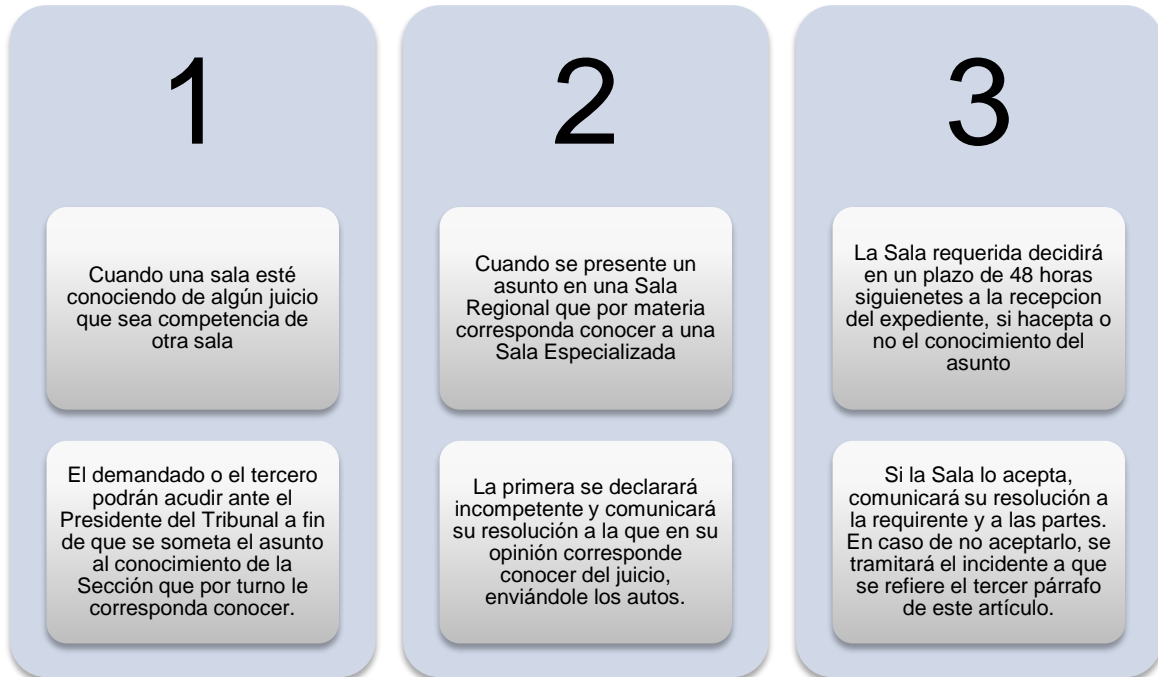 1
Cuando una sala esté
conociendo de algún juicio
que sea competencia de
otra sala
El demandado o el tercero
podrán acudir ante el
Presidente del Tribunal a fin
de que se someta el asunto
al conocimiento de la
Sección que por turno le
corresponda conocer.
2
Cuando se presente un
asunto en una Sala
Regional que por materia
corresponda conocer a una
Sala Especializada
La primera se declarará
incompetente y comunicará
su resolución a la que en su
opinión corresponde
conocer del juicio,
enviándole los autos.
3
La Sala requerida decidirá
en un plazo de 48 horas
siguienetes a la recepcion
del expediente, si hacepta o
no el conocimiento del
asunto
Si la Sala lo acepta,
comunicará su resolución a
la requirente y a las partes.
En caso de no aceptarlo, se
tramitará el incidente a que
se refiere el tercer párrafo
de este artículo.